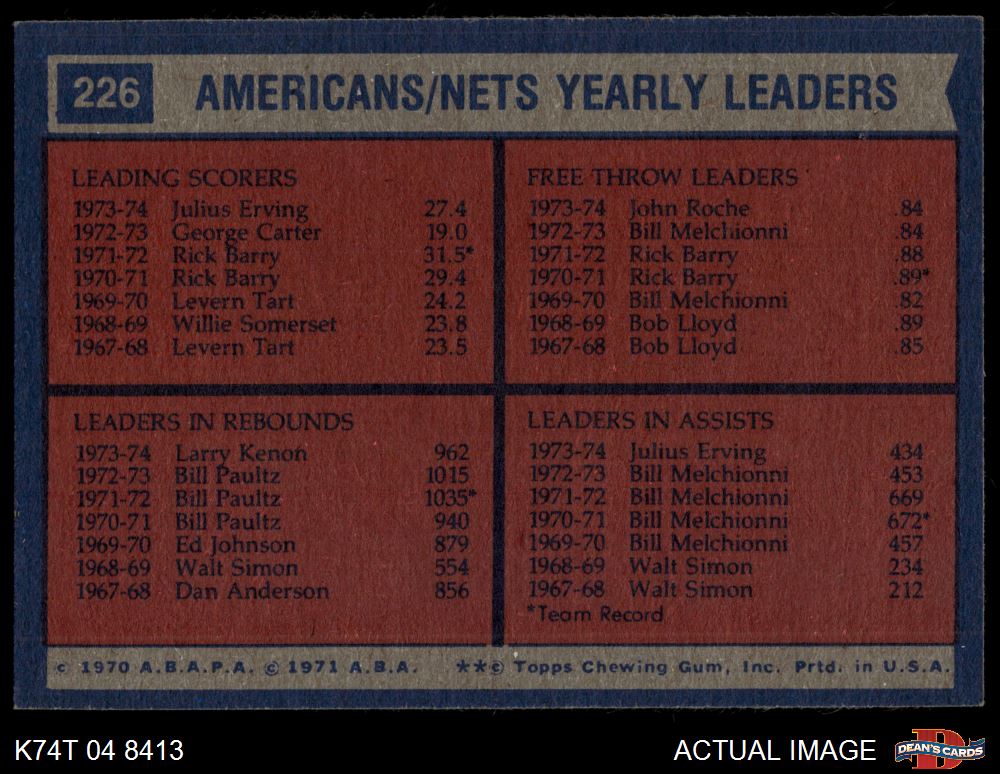 226 AMERICANS/NETS YEARLY LEADERS
LEADING SCORERS
1973-74 Julius Erving 27.4
1972-73 George Carter 19.0
1971-72 Rick Barry 31.5*
1970-71 Rick Barry 29.4
1969-70 Levern Tart 24.2
1968-69 Willie Somerset 23.8
1967-68 Levern Tart 23.5
FREE THROW LEADERS
1973-74 John Roche .84
1972-73 Bill Melchionni .84
1971-72 Rick Barry .88
1970-71 Rick Barry .89*
1969-70 Bill Melchionni .82
1968-69 Bob Lloyd .89
1967-68 Bob Lloyd .85
LEADERS IN REBOUNDS
1973-74 Larry Kenon 962
1972-73 Bill Paultz 1015
1971-72 Bill Paultz 1035*
1970-71 Bill Paultz 940
1969-70 Ed Johnson 879
1968-69 Walt Simon 554
1967-68 Dan Anderson 856
LEADERS IN ASSISTS
1973-74 Julius Erving 434
1972-73 Bill Melchionni 453
1971-72 Bill Melchionni 669
1970-71 Bill Melchionni 672*
1969-70 Bill Melchionni 457
1968-69 Walt Simon 234
1967-68 Walt Simon 212
*Team Record
© 1970 A.B.A.P.A. © 1971 A.B.A. **© Topps Chewing Gum, Inc. Prtd. in U.S.A.
K74T 04 8413 ACTUAL IMAGE DEAN'S CARDS